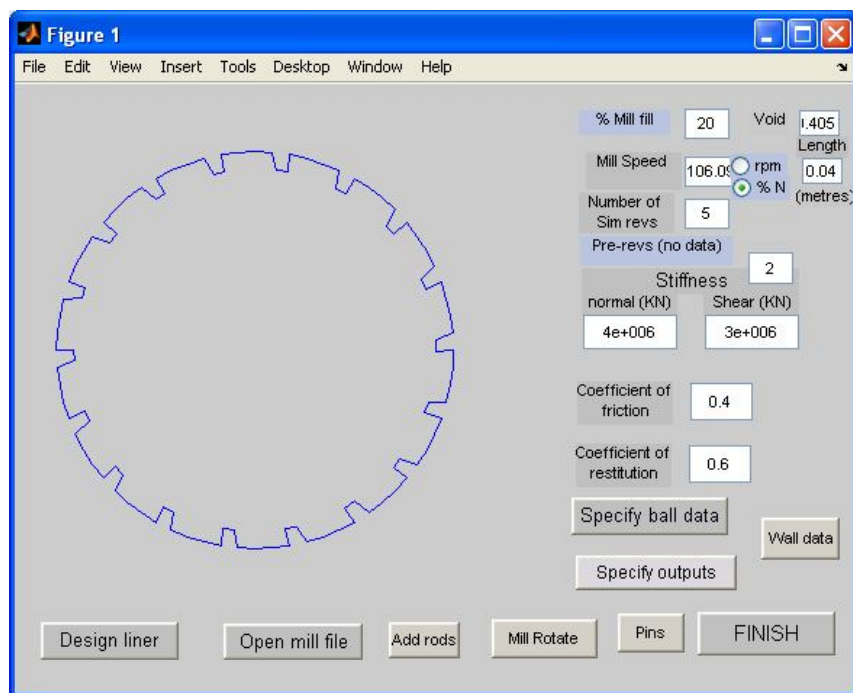 Figure 1
File Edit View Insert Tools Desktop Window Help
% Mill fill 20 Void .405
Length
Mill Speed 106.09 rpm 0.04
% N (metres)
Number of
Sim revs 5
Pre-revs (no data) 2
Stiffness
normal (KN) Shear (KN)
4e+006 3e+006
Coefficient of
friction 0.4
Coefficient of
restitution 0.6
Specify ball data
Wall data
Specify outputs
Design liner Open mill file Add rods Mill Rotate Pins FINISH